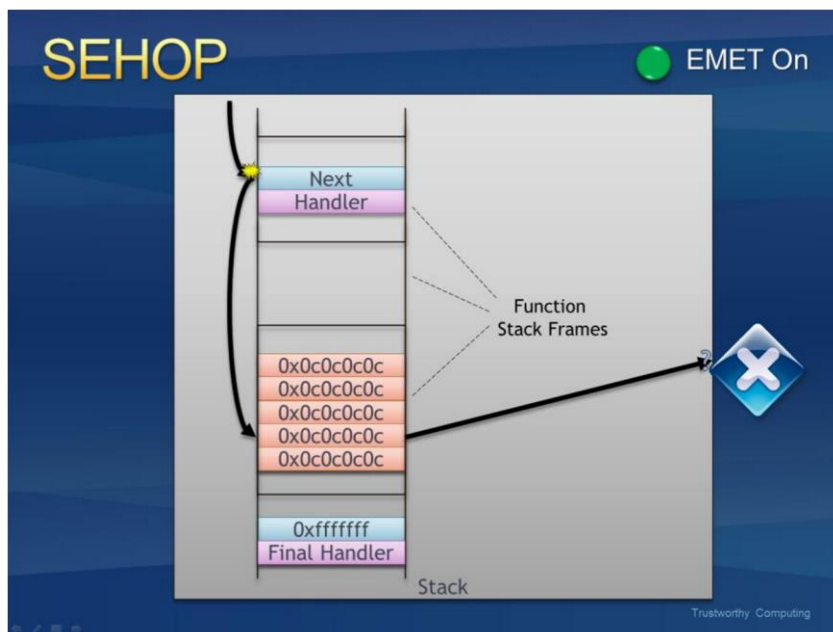 SEHOP
EMET On
Next
Handler
Function
Stack Frames
0x0c0c0c0c
0x0c0c0c0c
0x0c0c0c0c
0x0c0c0c0c
0x0c0c0c0c
0xfffffff
Final Handler
Stack
Trustworthy Computing